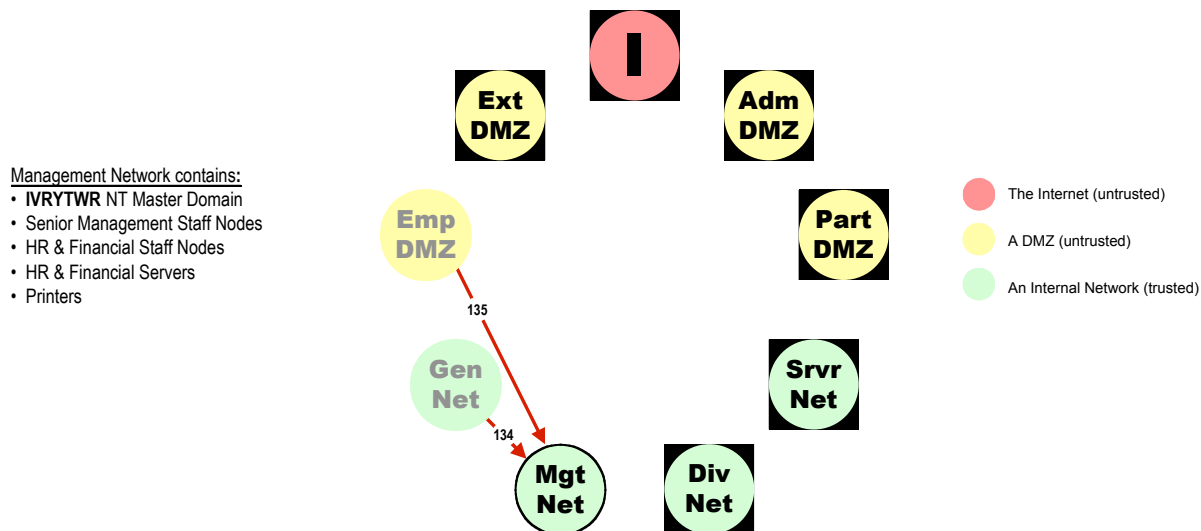 I
Ext
DMZ
Adm
DMZ
Management Network contains:
• IVRYTWR NT Master Domain
• Senior Management Staff Nodes
• HR & Financial Staff Nodes
• HR & Financial Servers
• Printers
Emp
DMZ
Part
DMZ
The Internet (untrusted)
A DMZ (untrusted)
An Internal Network (trusted)
135
Gen
Net
Srvr
Net
134
Mgt
Net
Div
Net